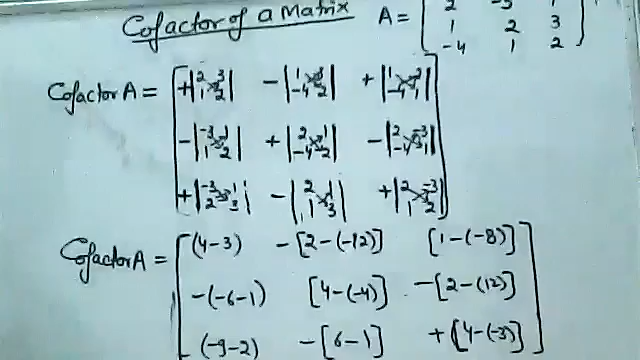 Cofactor of a Matrix A = [2 -3 1
1 2 3
-4 1 2]
Cofactor A = [+|2 3 1 2| -|1 3 -4 2| +|1 2 -4 1|
-|-3 1 1 2| +|2 1 -4 2| -|2 -3 -4 1|
+|-3 1 2 3| -|2 1 1 3| +|2 -3 1 2|]
Cofactor A = [(4-3) -[2-(-12)] [1-(-8)]
-(-6-1) [4-(-4)] -[2-(12)]
(-9-2) -[6-1] +[4-(-3)]]